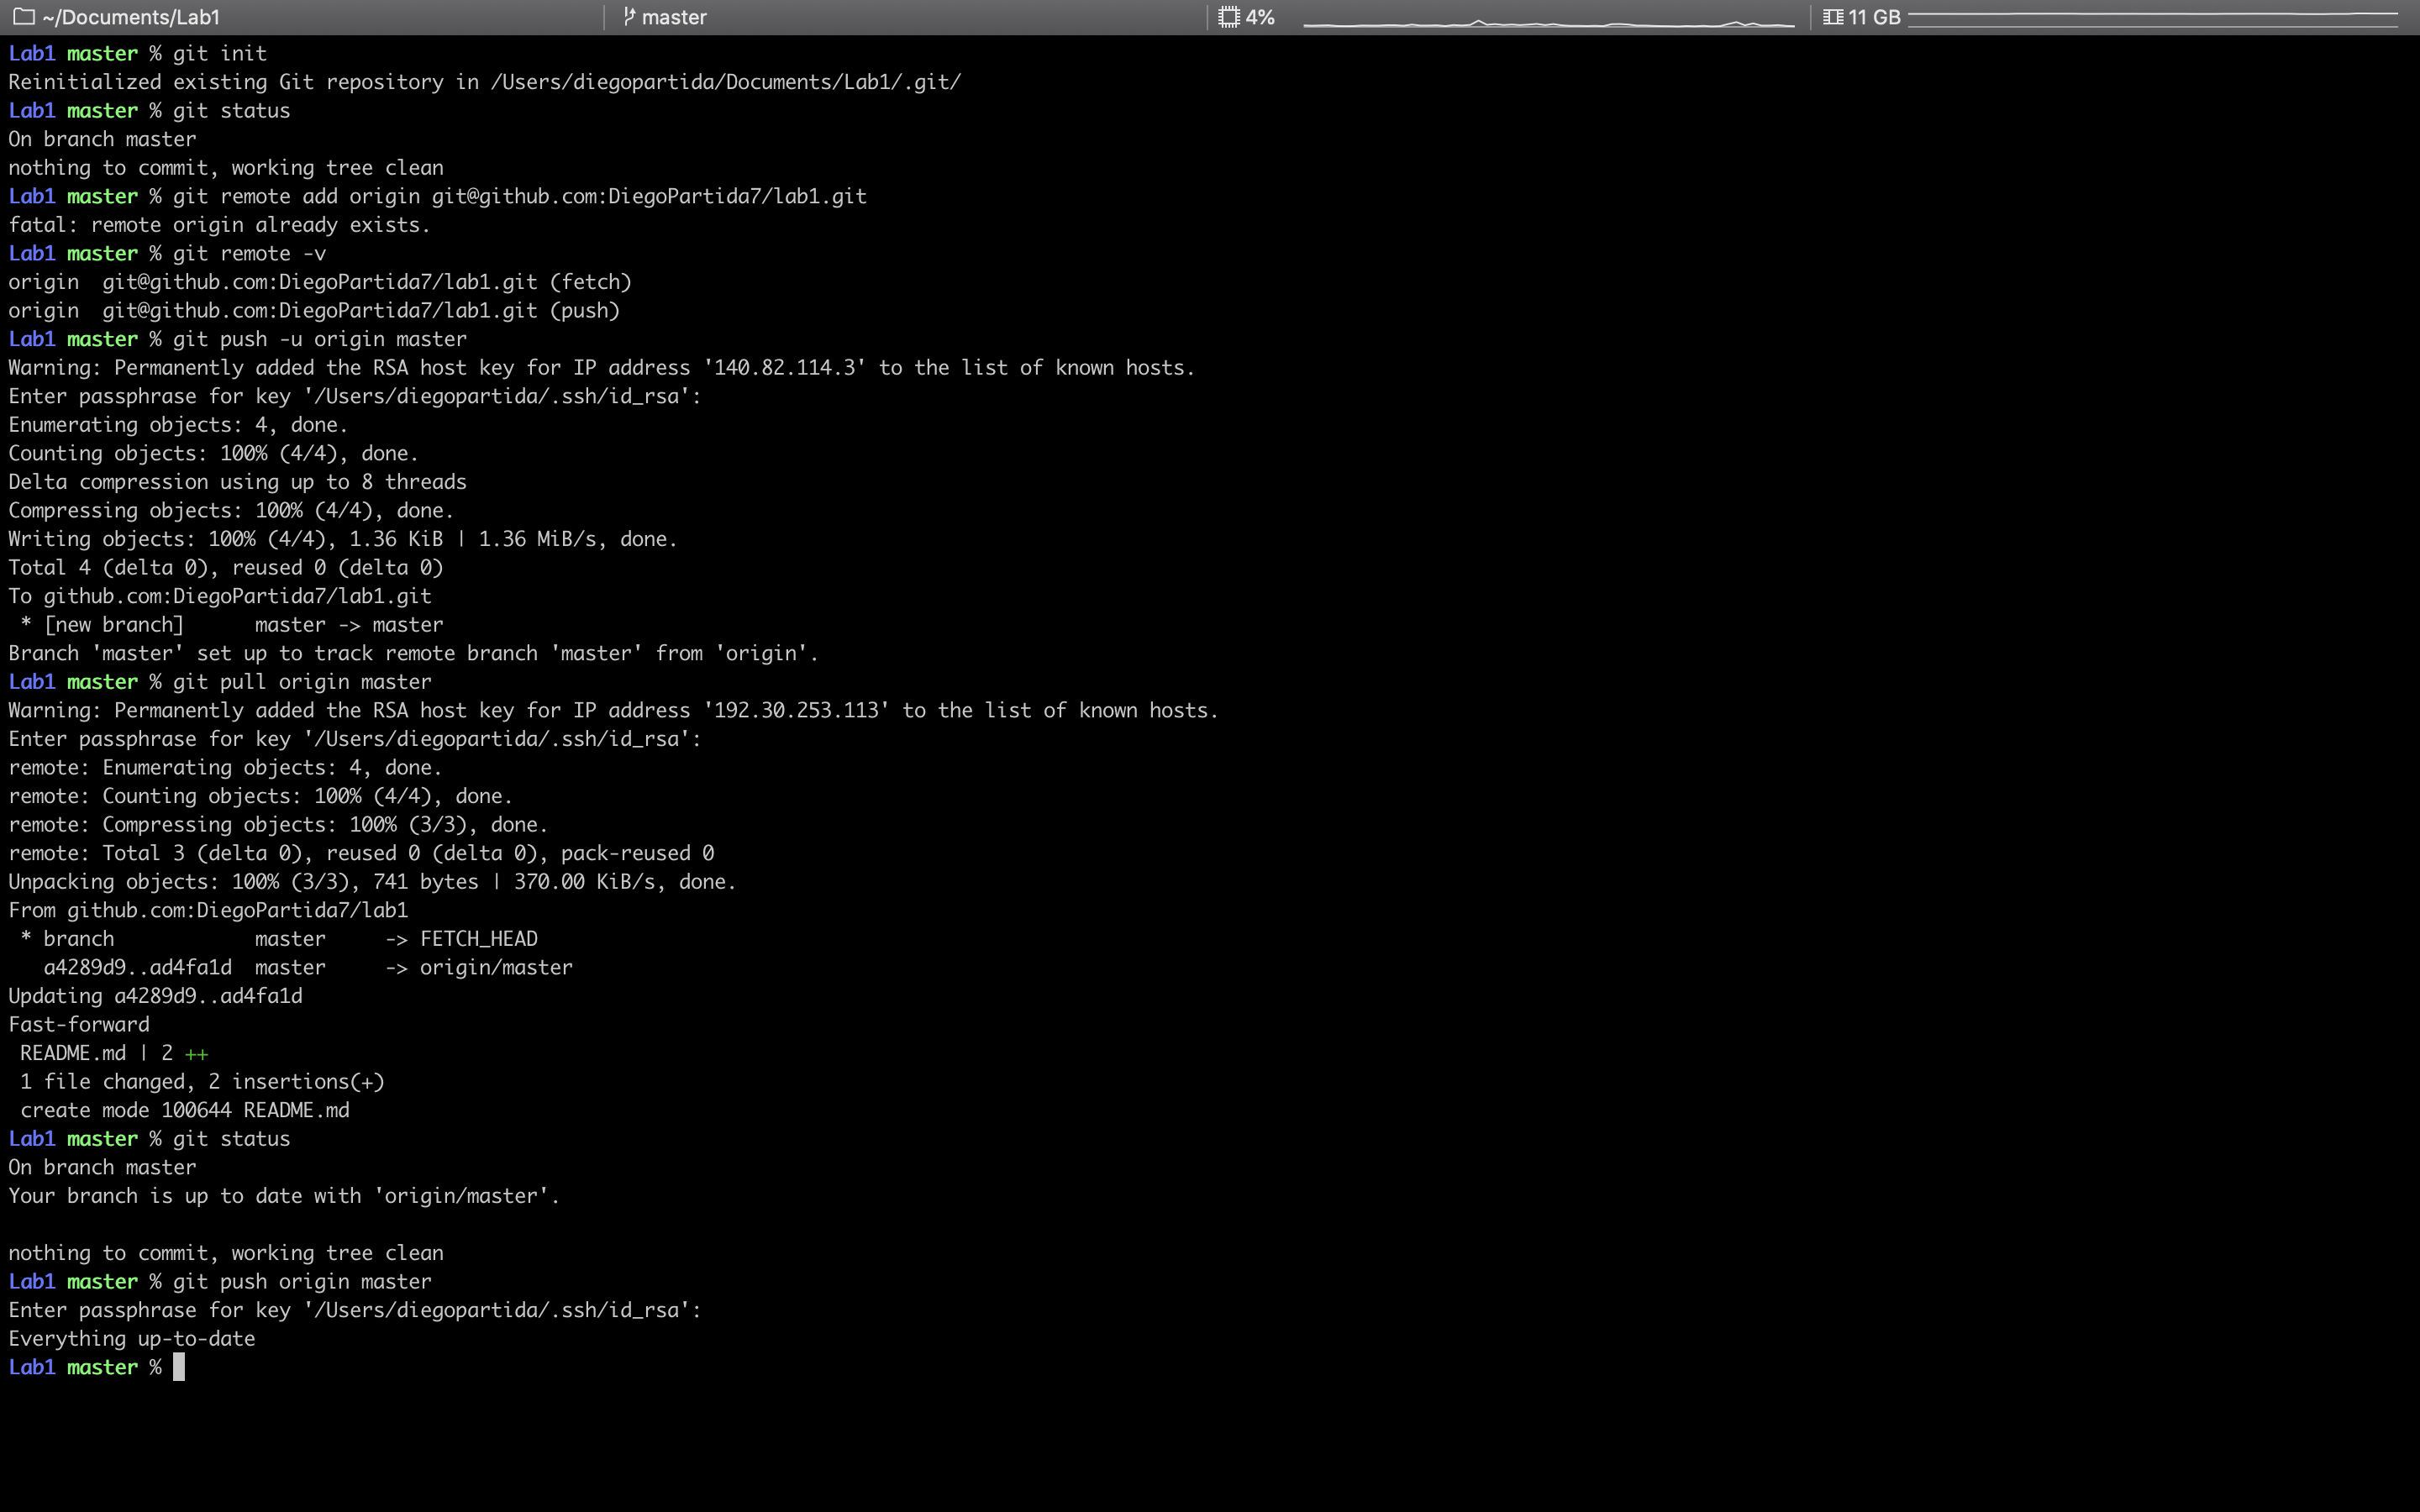 ~/Documents/Lab1 master 4% 11 GB
Lab1 master % git init
Reinitialized existing Git repository in /Users/diegopartida/Documents/Lab1/.git/
Lab1 master % git status
On branch master
nothing to commit, working tree clean
Lab1 master % git remote add origin git@github.com:DiegoPartida7/lab1.git
fatal: remote origin already exists.
Lab1 master % git remote -v
origin  git@github.com:DiegoPartida7/lab1.git (fetch)
origin  git@github.com:DiegoPartida7/lab1.git (push)
Lab1 master % git push -u origin master
Warning: Permanently added the RSA host key for IP address '140.82.114.3' to the list of known hosts.
Enter passphrase for key '/Users/diegopartida/.ssh/id_rsa':
Enumerating objects: 4, done.
Counting objects: 100% (4/4), done.
Delta compression using up to 8 threads
Compressing objects: 100% (4/4), done.
Writing objects: 100% (4/4), 1.36 KiB | 1.36 MiB/s, done.
Total 4 (delta 0), reused 0 (delta 0)
To github.com:DiegoPartida7/lab1.git
 * [new branch]      master -> master
Branch 'master' set up to track remote branch 'master' from 'origin'.
Lab1 master % git pull origin master
Warning: Permanently added the RSA host key for IP address '192.30.253.113' to the list of known hosts.
Enter passphrase for key '/Users/diegopartida/.ssh/id_rsa':
remote: Enumerating objects: 4, done.
remote: Counting objects: 100% (4/4), done.
remote: Compressing objects: 100% (3/3), done.
remote: Total 3 (delta 0), reused 0 (delta 0), pack-reused 0
Unpacking objects: 100% (3/3), 741 bytes | 370.00 KiB/s, done.
From github.com:DiegoPartida7/lab1
 * branch            master     -> FETCH_HEAD
   a4289d9..ad4fa1d  master     -> origin/master
Updating a4289d9..ad4fa1d
Fast-forward
 README.md | 2 ++
 1 file changed, 2 insertions(+)
 create mode 100644 README.md
Lab1 master % git status
On branch master
Your branch is up to date with 'origin/master'.

nothing to commit, working tree clean
Lab1 master % git push origin master
Enter passphrase for key '/Users/diegopartida/.ssh/id_rsa':
Everything up-to-date
Lab1 master %